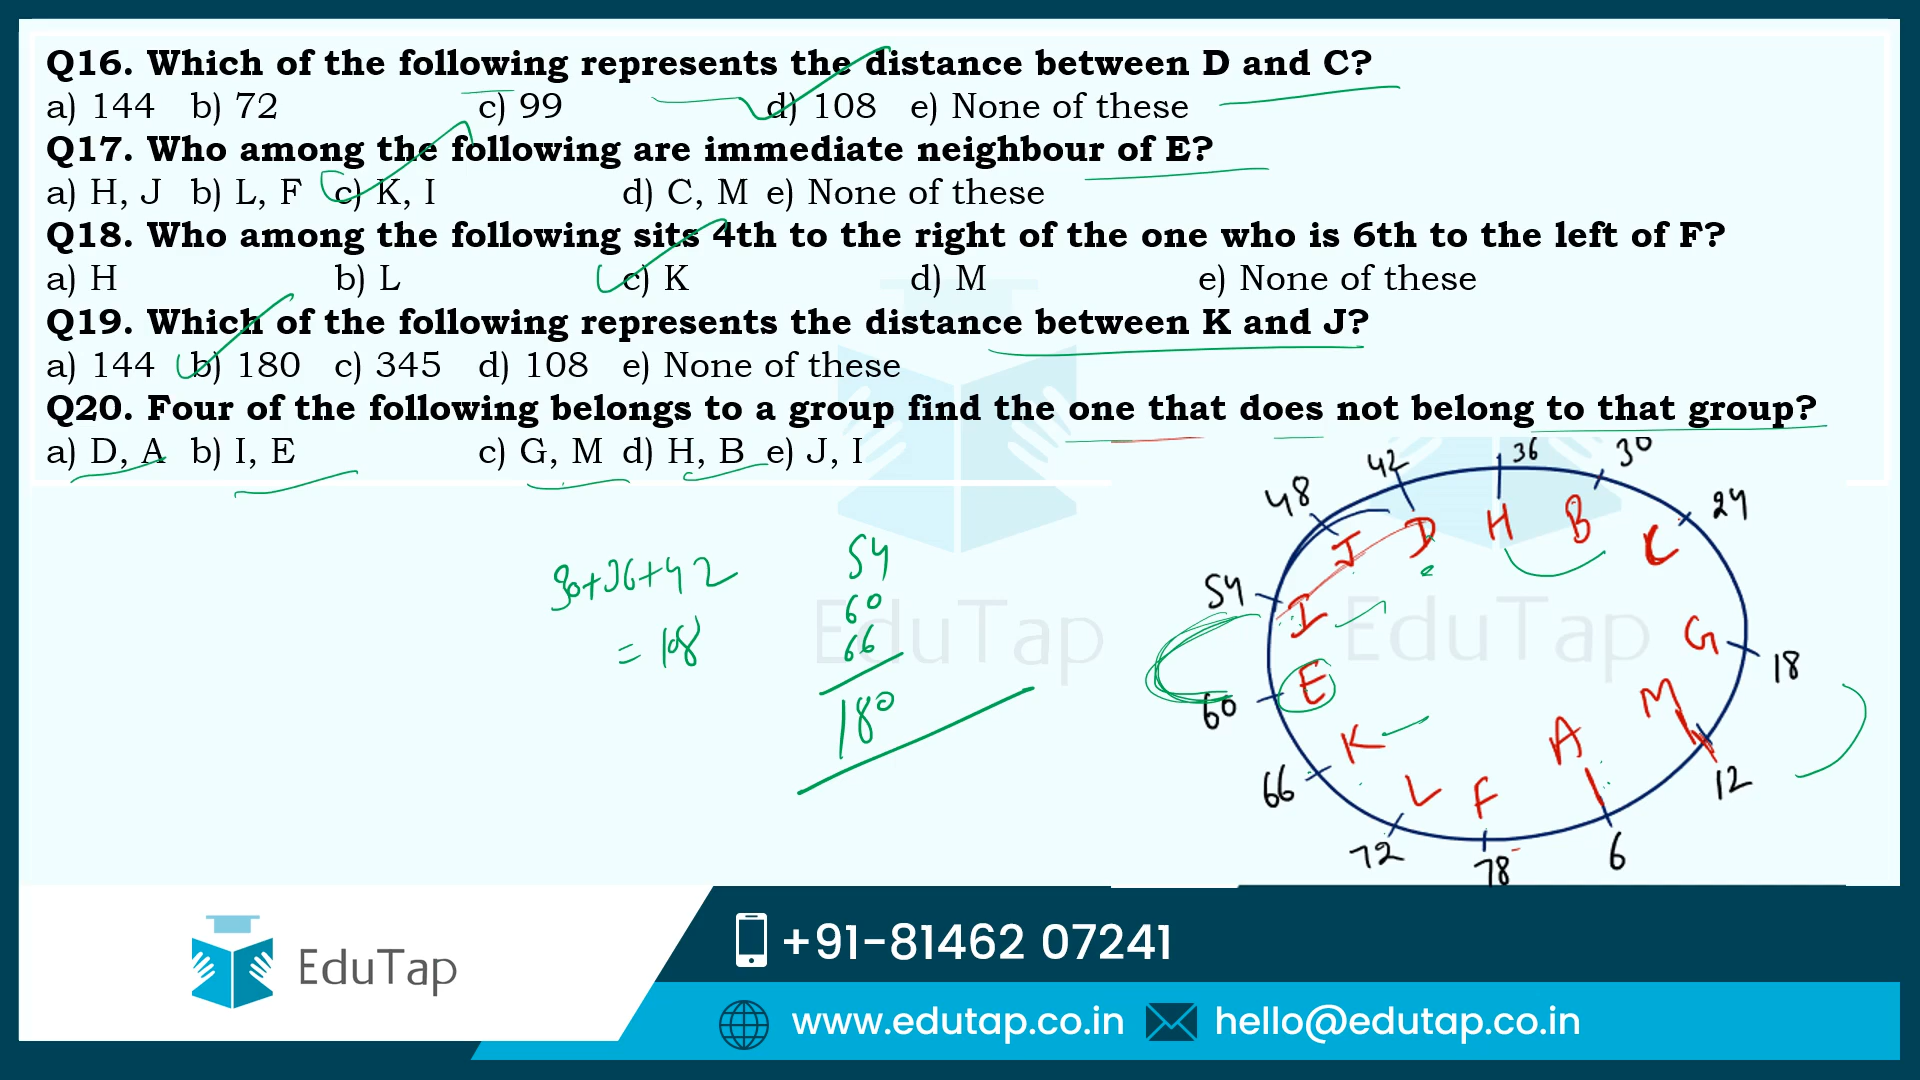 Q16. Which of the following represents the distance between D and C?
a) 144 b) 72 c) 99 d) 108 e) None of these
Q17. Who among the following are immediate neighbour of E?
a) H, J b) L, F c) K, I d) C, M e) None of these
Q18. Who among the following sits 4th to the right of the one who is 6th to the left of F?
a) H b) L c) K d) M e) None of these
Q19. Which of the following represents the distance between K and J?
a) 144 b) 180 c) 345 d) 108 e) None of these
Q20. Four of the following belongs to a group find the one that does not belong to that group?
a) D, A b) I, E c) G, M d) H, B e) J, I
36
30
42
48
24
J D H B C
30+36+42
= 108
54
60
66
180
54
I
G
18
E
60
M
K
A
12
66
L
F
72
78
6
EduTap EduTap
EduTap
+91-81462 07241
www.edutap.co.in hello@edutap.co.in